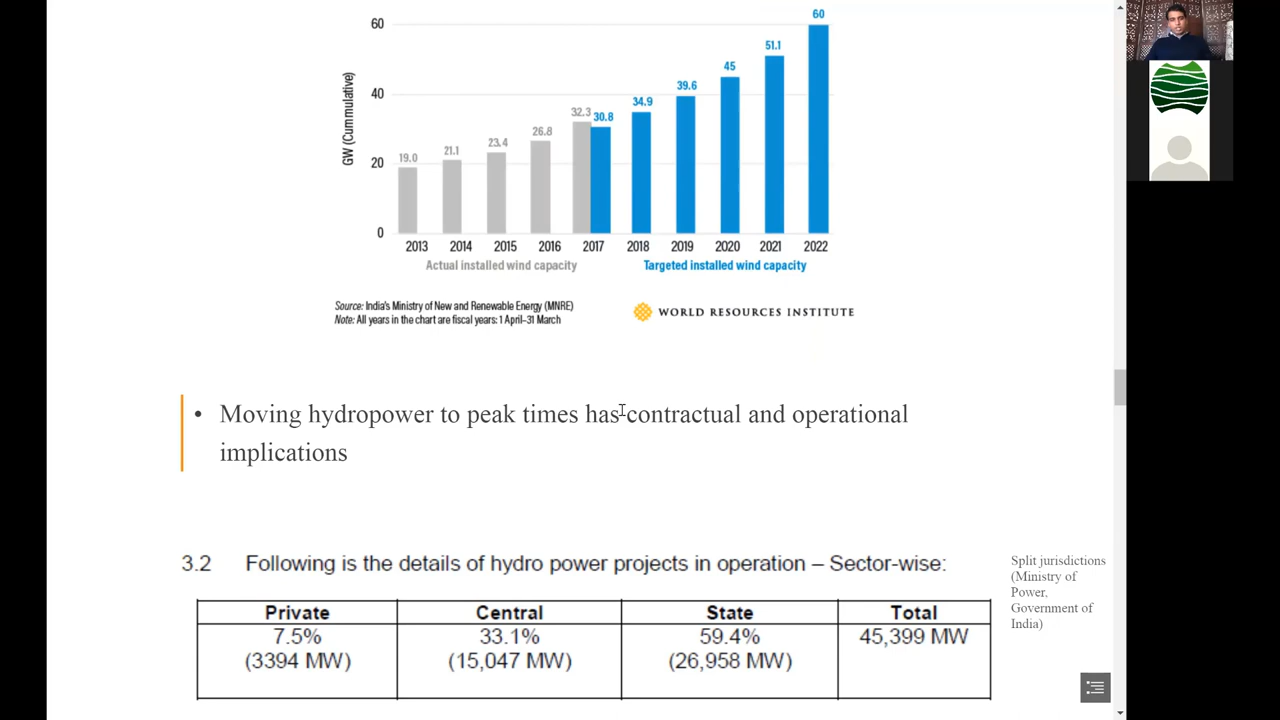 60
60
51.1
45
39.6
40
34.9
32.3
30.8
26.8
23.4
21.1
19.0
20
0
GW (Cummulative)
2013 2014 2015 2016 2017 2018 2019 2020 2021 2022
Actual installed wind capacity Targeted installed wind capacity
Source: India's Ministry of New and Renewable Energy (MNRE)
Note: All years in the chart are fiscal years: 1 April–31 March
WORLD RESOURCES INSTITUTE
• Moving hydropower to peak times has contractual and operational
implications
3.2 Following is the details of hydro power projects in operation – Sector-wise:
Private Central State Total
7.5% 33.1% 59.4% 45,399 MW
(3394 MW) (15,047 MW) (26,958 MW)
Split jurisdictions
(Ministry of
Power,
Government of
India)